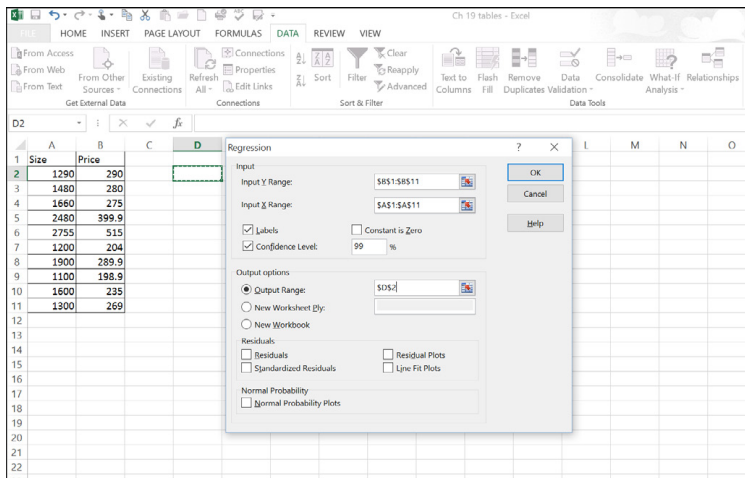 Ch 19 tables - Excel
FILE HOME INSERT PAGE LAYOUT FORMULAS DATA REVIEW VIEW
From Access
From Web
From Text
From Other Sources
Existing Connections
Get External Data
Refresh All
Connections
Properties
Edit Links
Connections
Sort
Filter
Clear
Reapply
Advanced
Sort & Filter
Text to Columns
Flash Fill
Remove Duplicates
Data Validation
Consolidate
What-If Analysis
Relationships
Data Tools
D2 fx
A B C D L M N O
1 Size Price
2 1290 290
3 1480 280
4 1660 275
5 2480 399.9
6 2755 515
7 1200 204
8 1900 289.9
9 1100 198.9
10 1600 235
11 1300 269
12
13
14
15
16
17
18
19
20
21
22
Regression ?
Input
Input Y Range: $B$1:$B$11
Input X Range: $A$1:$A$11
Labels Constant is Zero
Confidence Level: 99 %
OK
Cancel
Help
Output options
Output Range: $D$2
New Worksheet Ply:
New Workbook
Residuals
Residuals Residual Plots
Standardized Residuals Line Fit Plots
Normal Probability
Normal Probability Plots